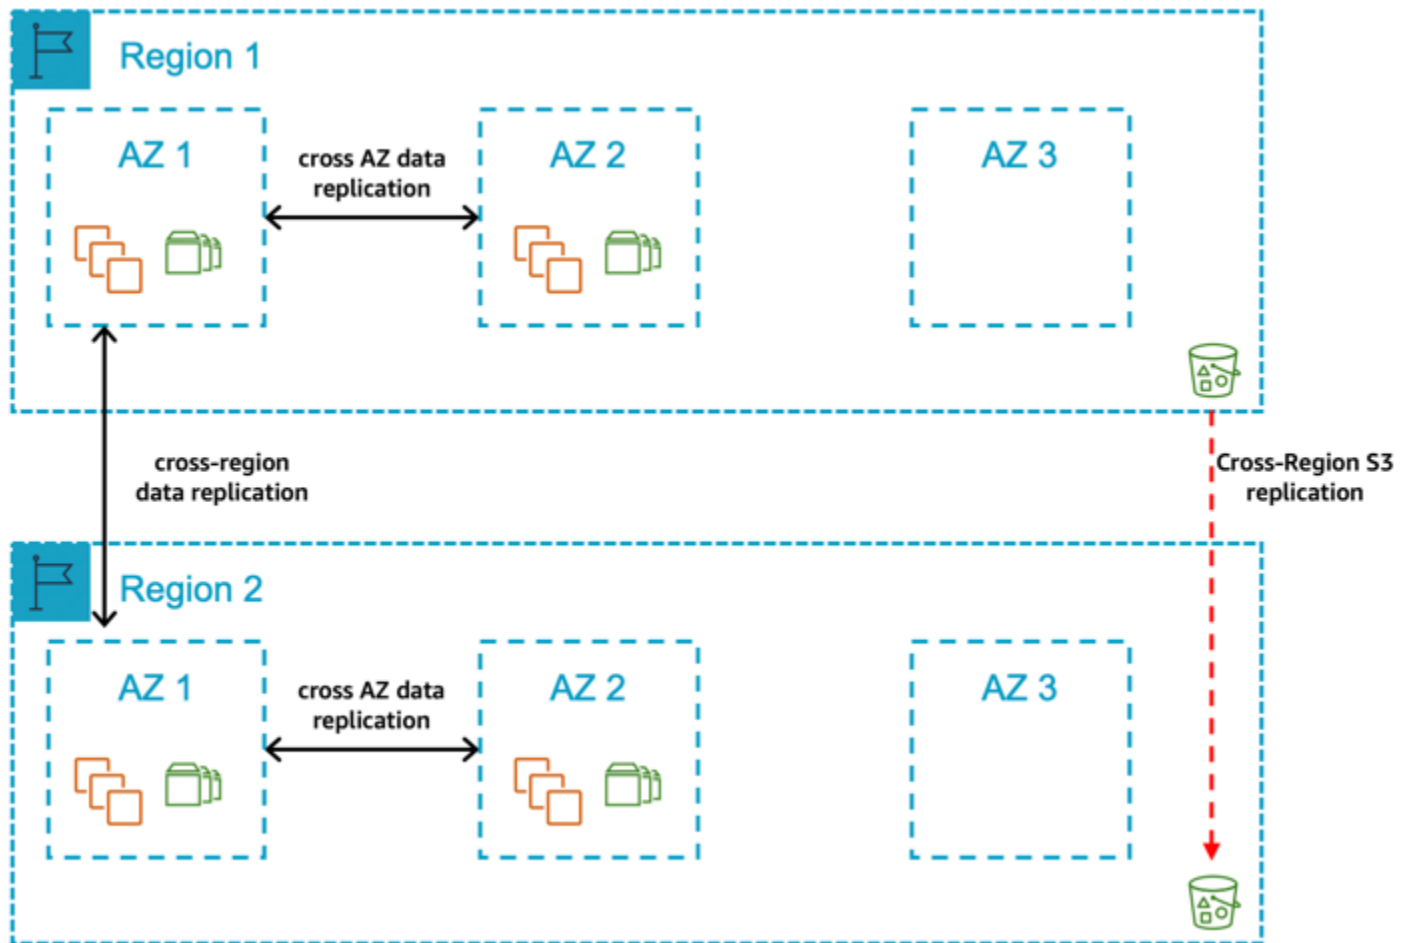 Region 1
AZ 1
cross AZ data
replication
AZ 2
AZ 3
cross-region
data replication
Cross-Region S3
replication
Region 2
AZ 1
cross AZ data
replication
AZ 2
AZ 3